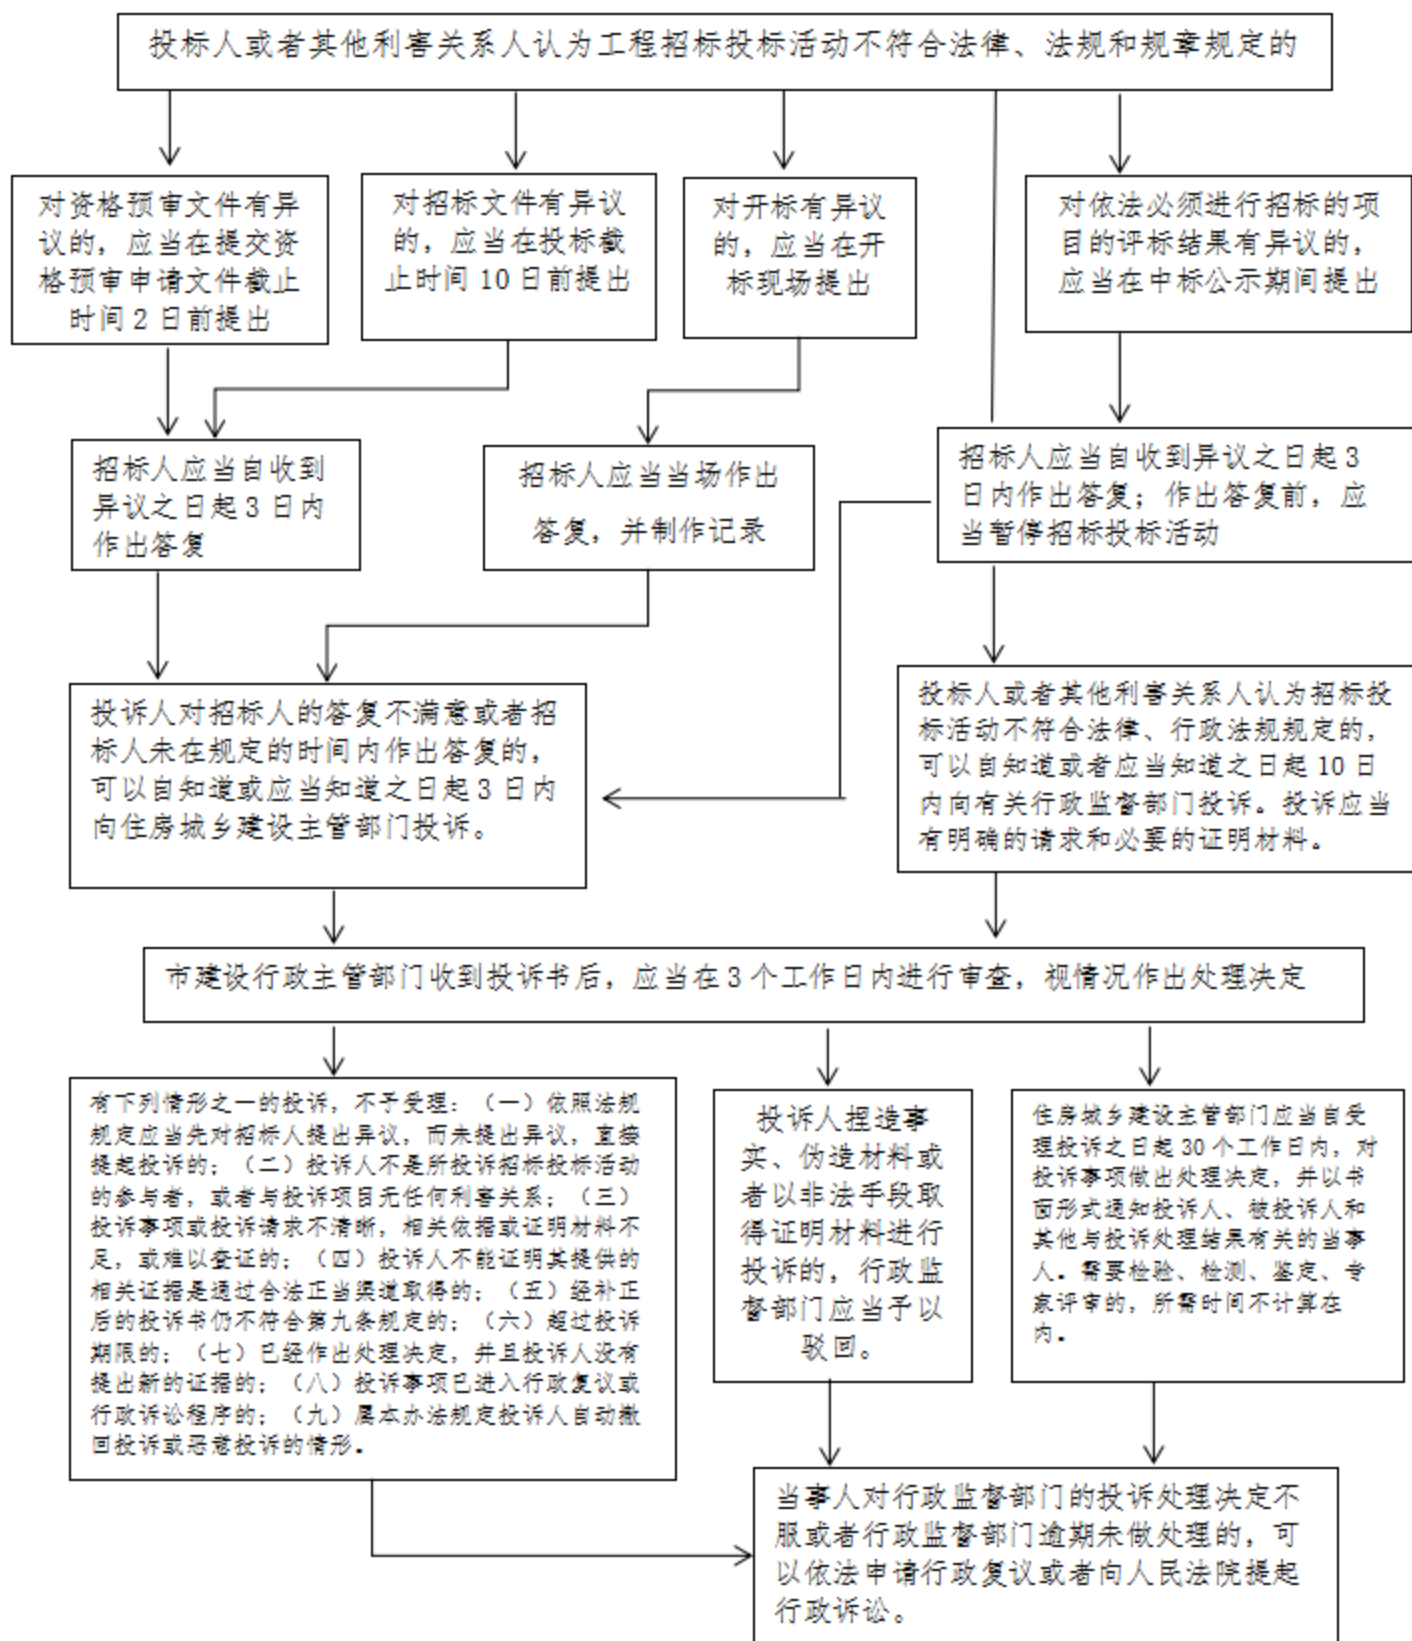 投标人或者其他利害关系人认为工程招标投标活动不符合法律、法规和规章规定的
对资格预审文件有异
议的，应当在提交资
格预审申请文件截止
时间 2 日前提出
对招标文件有异议
的，应当在投标截
止时间 10 日前提出
对开标有异议
的，应当在开
标现场提出
对依法必须进行招标的项
目的评标结果有异议的，
应当在中标公示期间提出
招标人应当自收到
异议之日起 3 日内
作出答复
招标人应当当场作出
答复，并制作记录
招标人应当自收到异议之日起 3
日内作出答复；作出答复前，应
当暂停招标投标活动
投诉人对招标人的答复不满意或者招
标人未在规定的时间内作出答复的，
可以自知道或应当知道之日起 3 日内
向住房城乡建设主管部门投诉。
投标人或者其他利害关系人认为招标投
标活动不符合法律、行政法规规定的，
可以自知道或者应当知道之日起 10 日
内向有关行政监督部门投诉。投诉应当
有明确的请求和必要的证明材料。
市建设行政主管部门收到投诉书后，应当在 3 个工作日内进行审查，视情况作出处理决定
有下列情形之一的投诉，不予受理：（一）依照法规
规定应当先对招标人提出异议，而未提出异议，直接
提起投诉的；（二）投诉人不是所投诉招标投标活动
的参与者，或者与投诉项目无任何利害关系；（三）
投诉事项或投诉请求不清晰，相关依据或证明材料不
足，或难以查证的；（四）投诉人不能证明其提供的
相关证据是通过合法正当渠道取得的；（五）经补正
后的投诉书仍不符合第九条规定的；（六）超过投诉
期限的；（七）已经作出处理决定，并且投诉人没有
提出新的证据的；（八）投诉事项已进入行政复议或
行政诉讼程序的；（九）属本办法规定投诉人自动撤
回投诉或恶意投诉的情形。
投诉人捏造事
实、伪造材料或
者以非法手段取
得证明材料进行
投诉的，行政监
督部门应当予以
驳回。
住房城乡建设主管部门应当自受
理投诉之日起 30 个工作日内，对
投诉事项做出处理决定，并以书
面形式通知投诉人、被投诉人和
其他与投诉处理结果有关的当事
人。需要检验、检测、鉴定、专
家评审的，所需时间不计算在
内。
当事人对行政监督部门的投诉处理决定不
服或者行政监督部门逾期未做处理的，可
以依法申请行政复议或者向人民法院提起
行政诉讼。